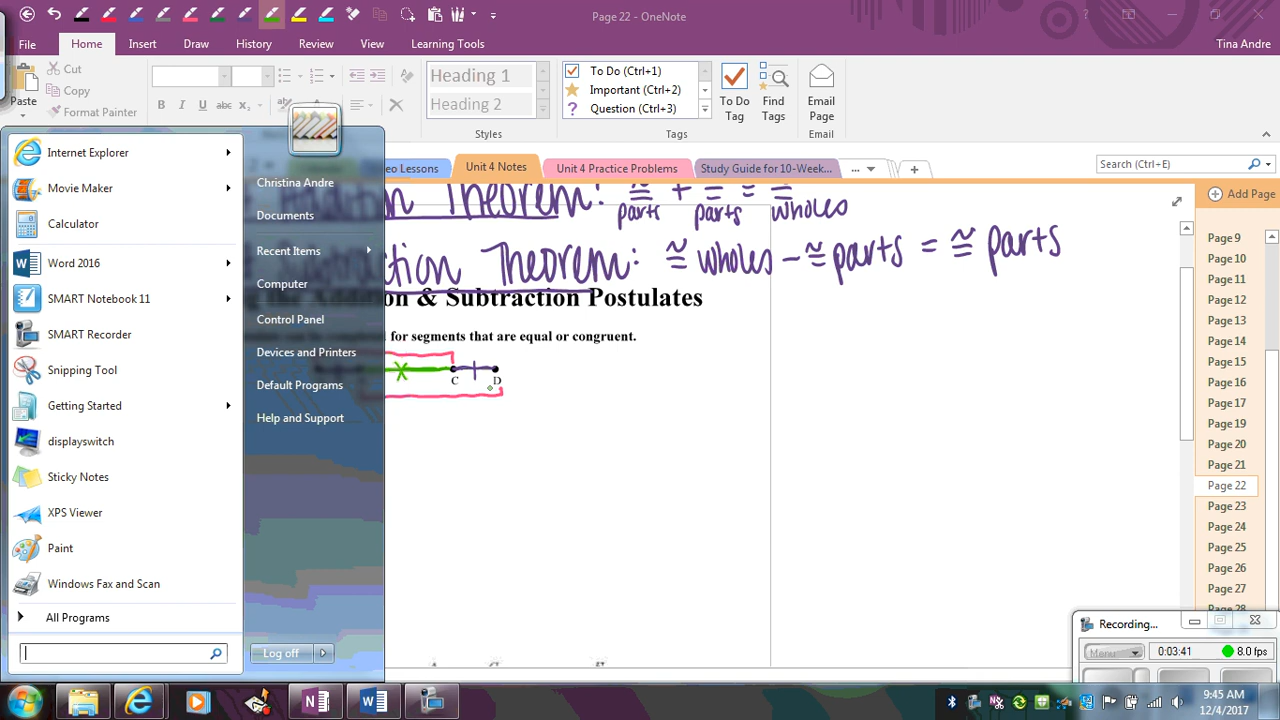 Page 22 - OneNote
File Home Insert Draw History Review View Learning Tools
Tina Andre
Cut
Copy
Paste
Format Painter
B I U abc x₂
Heading 1
Heading 2
Styles
To Do (Ctrl+1)
Important (Ctrl+2)
Question (Ctrl+3)
Tags
To Do Tag
Find Tags
Email Page
Email
eo Lessons Unit 4 Notes Unit 4 Practice Problems Study Guide for 10-Week... ...
Search (Ctrl+E)
Add Page
Page 9
Page 10
Page 11
Page 12
Page 13
Page 14
Page 15
Page 16
Page 17
Page 19
Page 20
Page 21
Page 22
Page 23
Page 24
Page 25
Page 26
Page 27
Page 28
Theorem: ≅ parts + ≅ parts = ≅ wholes
ction Theorem: ≅ wholes - ≅ parts = ≅ parts
on & Subtraction Postulates
for segments that are equal or congruent.
C D
Internet Explorer
Movie Maker
Calculator
Word 2016
SMART Notebook 11
SMART Recorder
Snipping Tool
Getting Started
displayswitch
Sticky Notes
XPS Viewer
Paint
Windows Fax and Scan
All Programs
Christina Andre
Documents
Recent Items
Computer
Control Panel
Devices and Printers
Default Programs
Help and Support
Log off
Recording...
Menu 0:03:41 8.0 fps
9:45 AM
12/4/2017